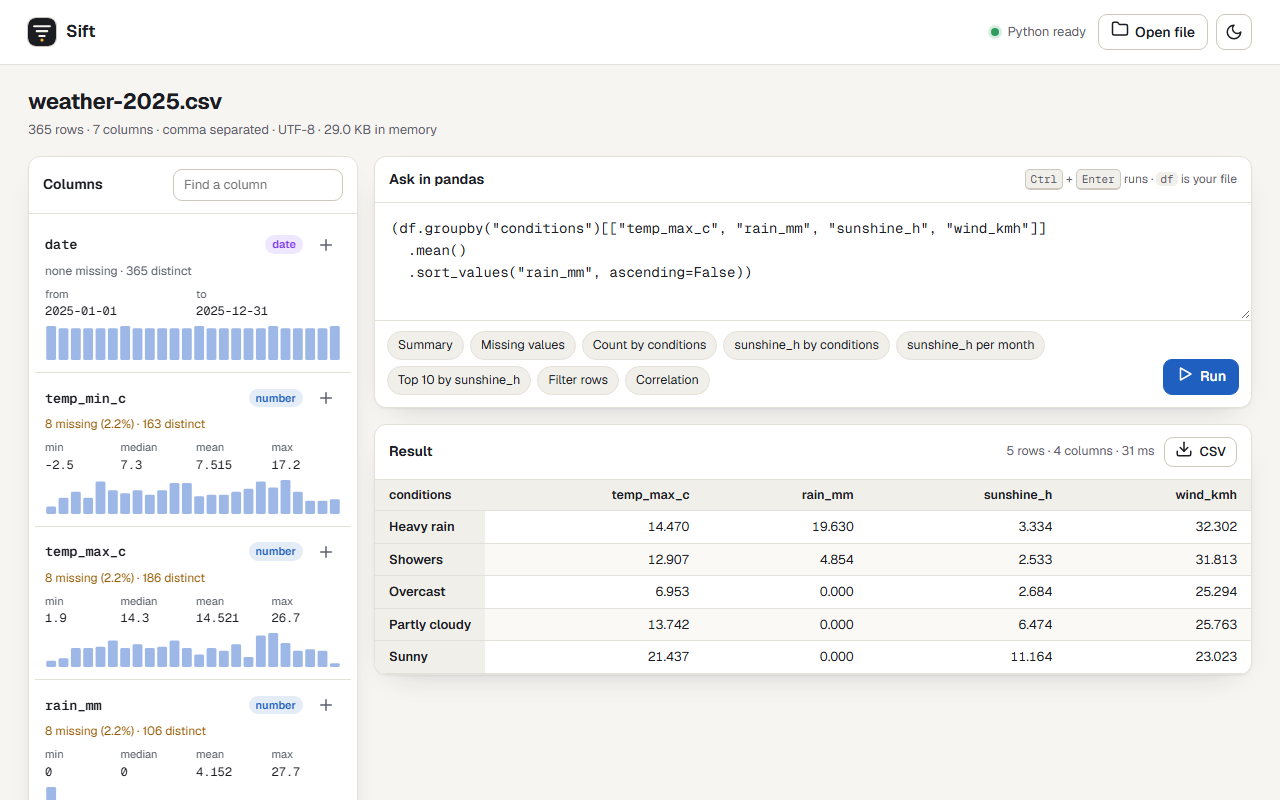 Sift
Python ready
Open file
weather-2025.csv
365 rows · 7 columns · comma separated · UTF-8 · 29.0 KB in memory
Columns
Find a column
date
date
none missing · 365 distinct
from to
2025-01-01 2025-12-31
temp_min_c
number
8 missing (2.2%) · 163 distinct
min median mean max
-2.5 7.3 7.515 17.2
temp_max_c
number
8 missing (2.2%) · 186 distinct
min median mean max
1.9 14.3 14.521 26.7
rain_mm
number
8 missing (2.2%) · 106 distinct
min median mean max
0 0 4.152 27.7
Ask in pandas
Ctrl + Enter runs · df is your file
(df.groupby("conditions")[["temp_max_c", "rain_mm", "sunshine_h", "wind_kmh"]]
.mean()
.sort_values("rain_mm", ascending=False))
Summary Missing values Count by conditions sunshine_h by conditions sunshine_h per month
Top 10 by sunshine_h Filter rows Correlation
Run
Result
5 rows · 4 columns · 31 ms
CSV
conditions temp_max_c rain_mm sunshine_h wind_kmh
Heavy rain 14.470 19.630 3.334 32.302
Showers 12.907 4.854 2.533 31.813
Overcast 6.953 0.000 2.684 25.294
Partly cloudy 13.742 0.000 6.474 25.763
Sunny 21.437 0.000 11.164 23.023